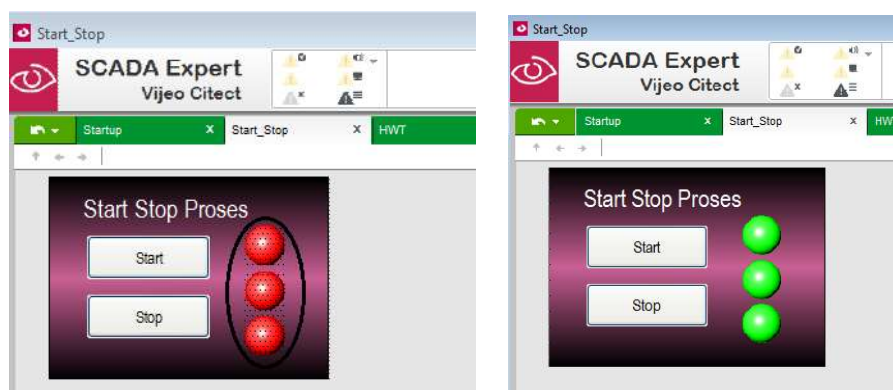 Start_Stop
SCADA Expert
Vijeo Citect
Startup x Start_Stop x HWT
Start Stop Proses
Start
Stop
Start_Stop
SCADA Expert
Vijeo Citect
Startup x Start_Stop x HW
Start Stop Proses
Start
Stop